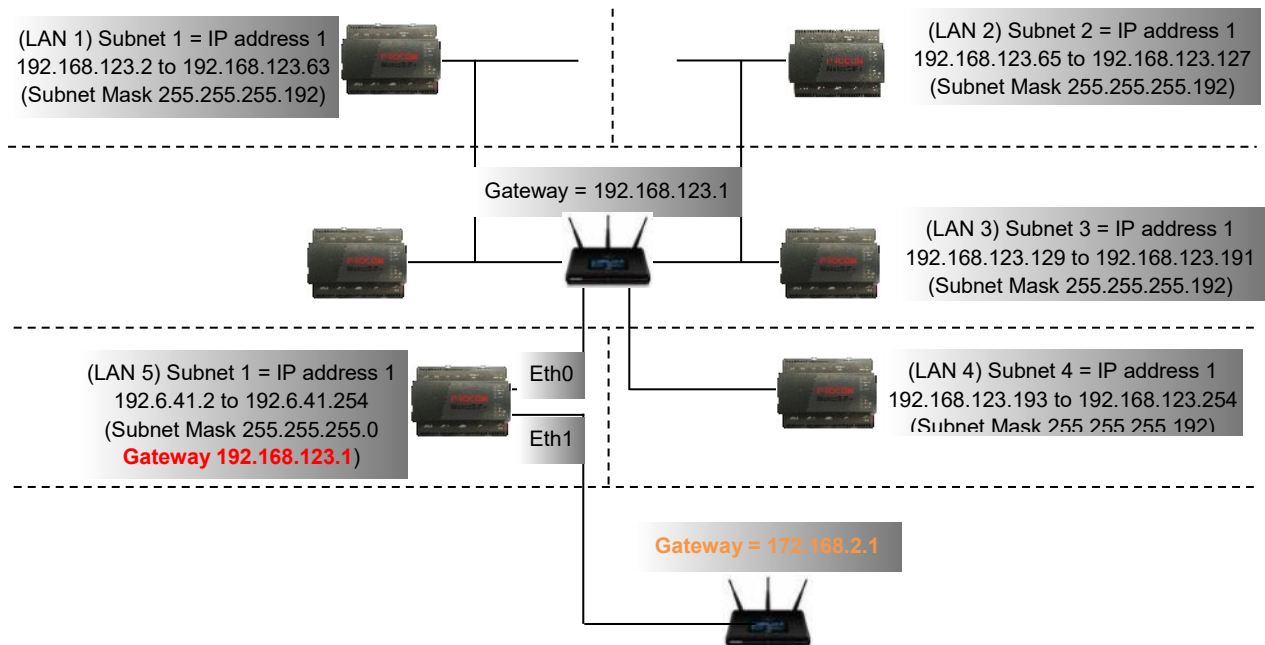 (LAN 1) Subnet 1 = IP address 1
192.168.123.2 to 192.168.123.63
(Subnet Mask 255.255.255.192)
(LAN 2) Subnet 2 = IP address 1
192.168.123.65 to 192.168.123.127
(Subnet Mask 255.255.255.192)
Gateway = 192.168.123.1
(LAN 3) Subnet 3 = IP address 1
192.168.123.129 to 192.168.123.191
(Subnet Mask 255.255.255.192)
(LAN 5) Subnet 1 = IP address 1
192.6.41.2 to 192.6.41.254
(Subnet Mask 255.255.255.0
Gateway 192.168.123.1)
Eth0
Eth1
(LAN 4) Subnet 4 = IP address 1
192.168.123.193 to 192.168.123.254
(Subnet Mask 255.255.255.192)
Gateway = 172.168.2.1